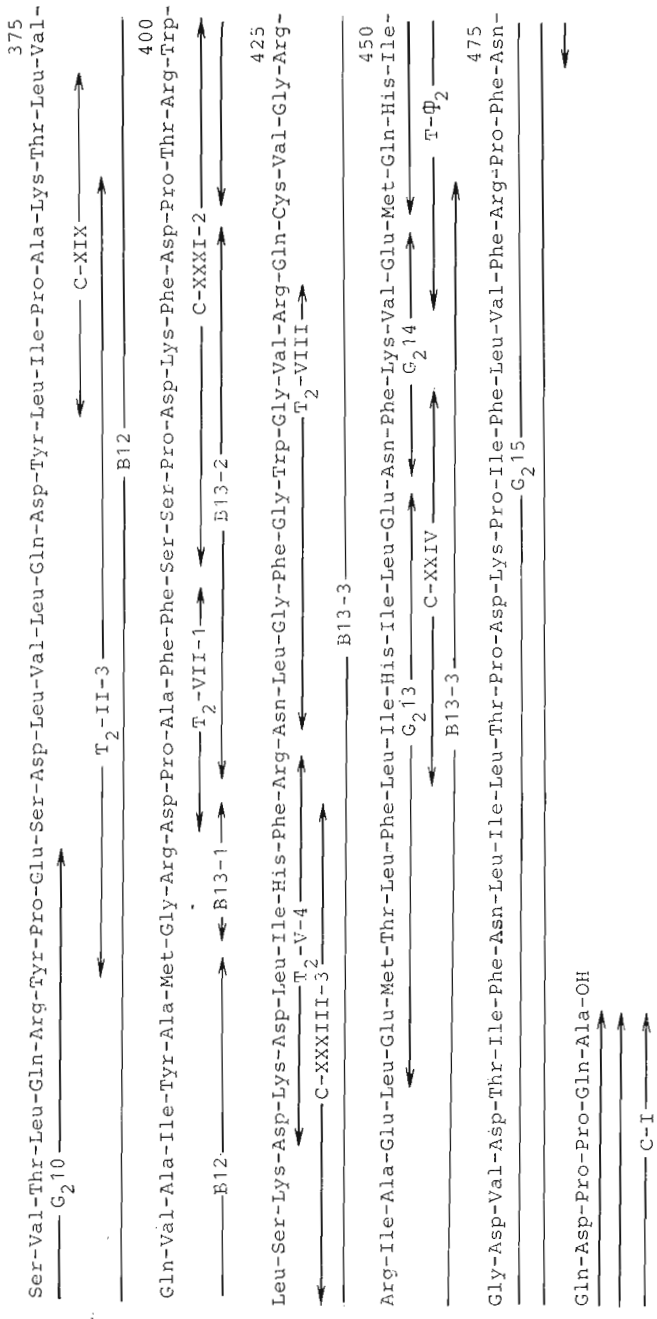 375
Ser-Val-Thr-Leu-Gln-Arg-Tyr-Pro-Glu-Ser-Asp-Leu-Val-Leu-Gln-Asp-Tyr-Leu-Ile-Pro-Ala-Lys-Thr-Leu-Val-
G₂10
C-XIX
T₂-II-3
B12
400
Gln-Val-Ala-Ile-Tyr-Ala-Met-Gly-Arg-Asp-Pro-Ala-Phe-Phe-Ser-Ser-Pro-Asp-Lys-Phe-Asp-Pro-Thr-Arg-Trp-
T₂-VII-1 C-XXXI-2
B12 B13-1 B13-2
425
Leu-Ser-Lys-Asp-Lys-Asp-Leu-Ile-His-Phe-Arg-Asn-Leu-Gly-Phe-Gly-Trp-Gly-Val-Arg-Gln-Cys-Val-Gly-Arg-
T₂-V-4 T₂-VIII
C-XXXIII-3
B13-3
450
Arg-Ile-Ala-Glu-Leu-Glu-Met-Thr-Leu-Phe-Leu-Ile-His-Ile-Leu-Glu-Asn-Phe-Lys-Val-Glu-Met-Gln-His-Ile-
G₂13 G₂14
C-XXIV T-Φ₂
B13-3
475
Gly-Asp-Val-Asp-Thr-Ile-Phe-Asn-Leu-Ile-Leu-Thr-Pro-Asp-Lys-Pro-Ile-Phe-Leu-Val-Phe-Arg-Pro-Phe-Asn-
G₂15
Gln-Asp-Pro-Pro-Gln-Ala-OH
C-I